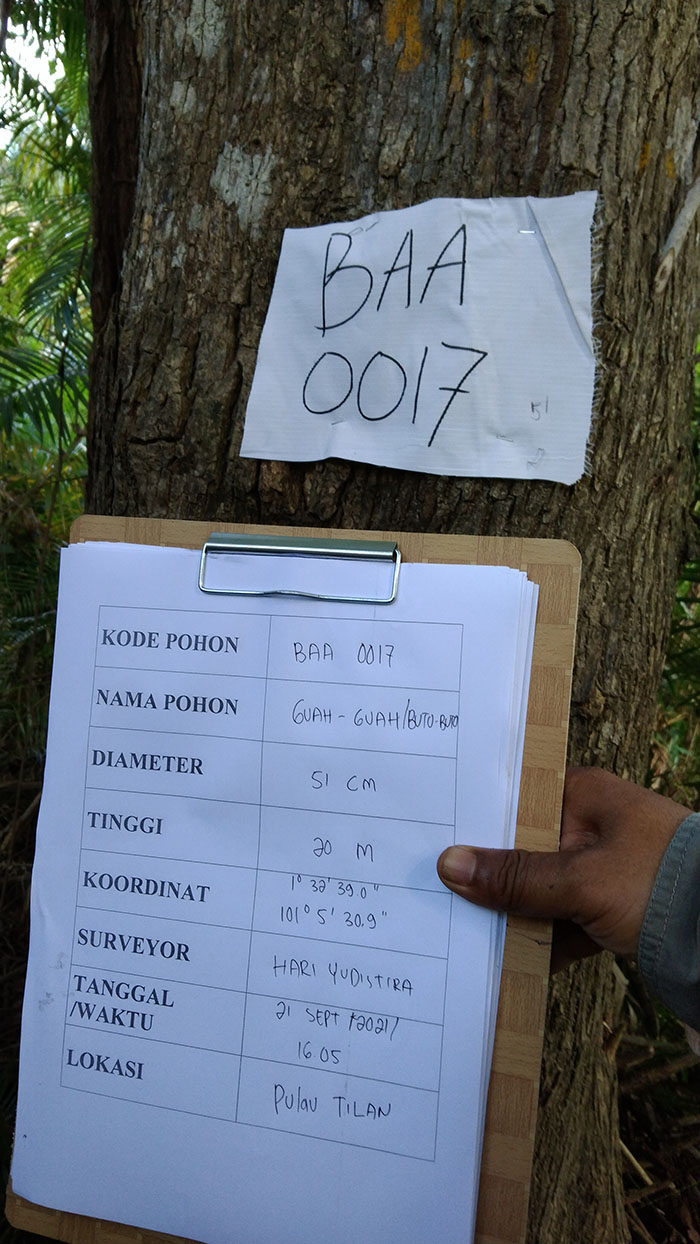 BAA
0017
51
KODE POHON BAA 0017
NAMA POHON GUAH - GUAH/BUTO-BUTO
DIAMETER 51 CM
TINGGI 20 M
KOORDINAT 1° 32' 39.0"
101° 5' 30.9"
SURVEYOR HARI YUDISTIRA
TANGGAL 21 SEPT /2021/
/WAKTU 16.05
LOKASI Pulau TILAN